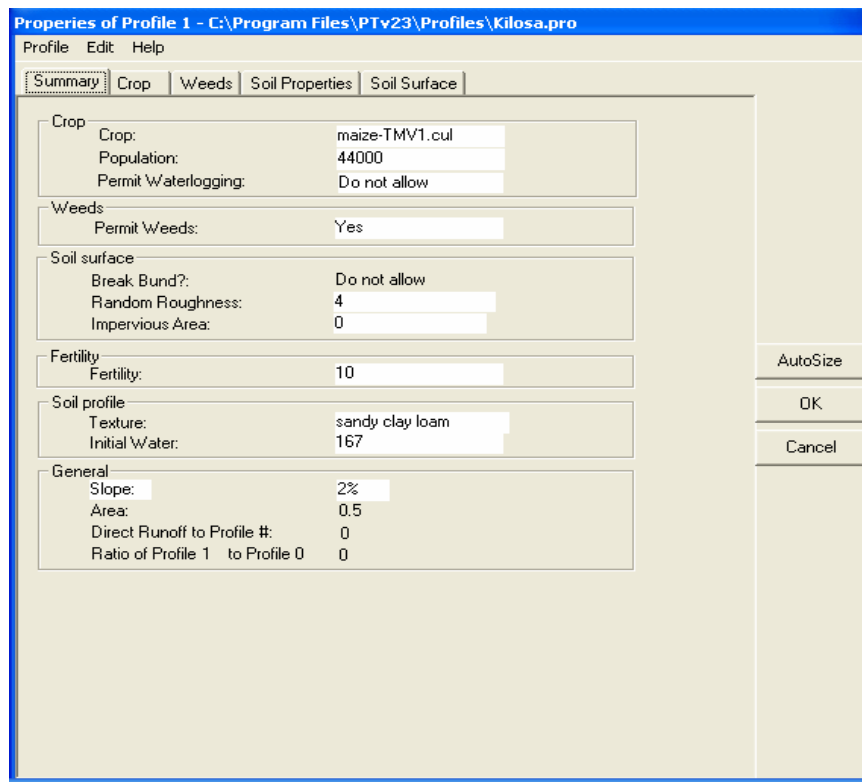 Properies of Profile 1 - C:\Program Files\PTv23\Profiles\Kilosa.pro
Profile Edit Help
Summary Crop Weeds Soil Properties Soil Surface
Crop
Crop: maize-TMV1.cul
Population: 44000
Permit Waterlogging: Do not allow
Weeds
Permit Weeds: Yes
Soil surface
Break Bund?: Do not allow
Random Roughness: 4
Impervious Area: 0
Fertility
Fertility: 10
Soil profile
Texture: sandy clay loam
Initial Water: 167
General
Slope: 2%
Area: 0.5
Direct Runoff to Profile #: 0
Ratio of Profile 1 to Profile 0 0
AutoSize
OK
Cancel